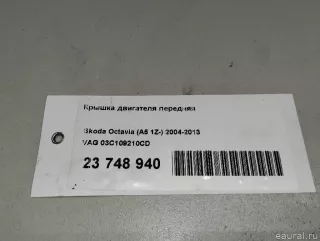 Крышка двигателя передняя
Skoda Octavia (A5 1Z-) 2004-2013
VAG 03C109210CD
23 748 940
eaural.ru